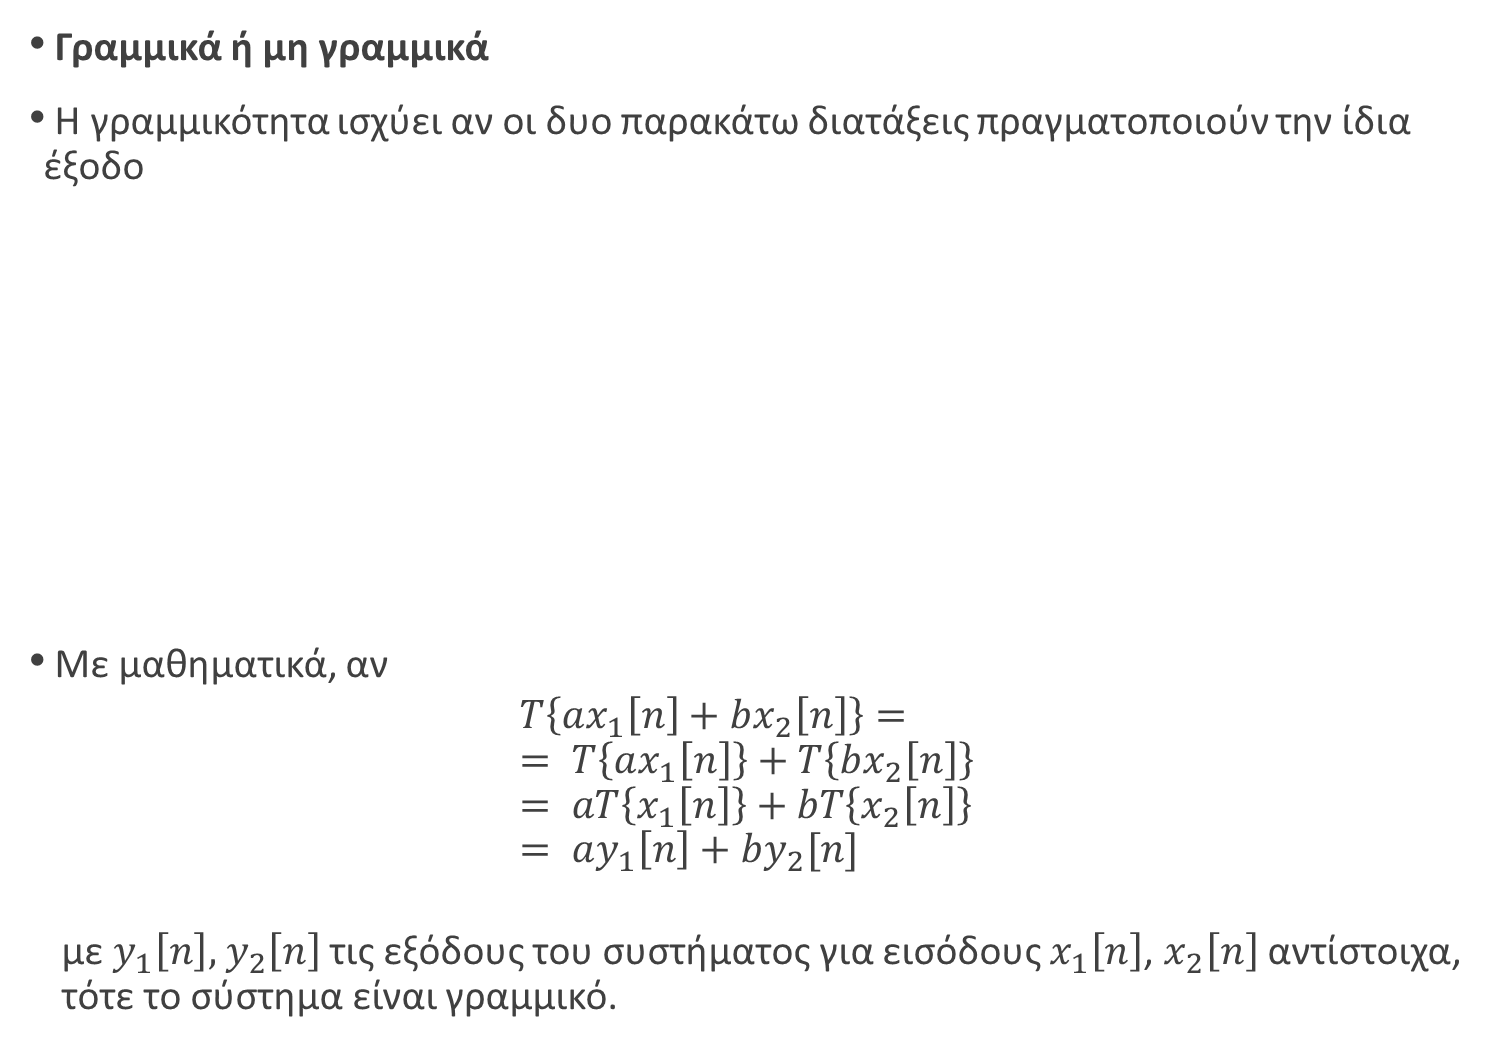 • Γραμμικά ή μη γραμμικά
• Η γραμμικότητα ισχύει αν οι δυο παρακάτω διατάξεις πραγματοποιούν την ίδια
έξοδο
• Με μαθηματικά, αν
T{ax₁[n] + bx₂[n]} =
= T{ax₁[n]} + T{bx₂[n]}
= aT{x₁[n]} + bT{x₂[n]}
= ay₁[n] + by₂[n]
με y₁[n], y₂[n] τις εξόδους του συστήματος για εισόδους x₁[n], x₂[n] αντίστοιχα,
τότε το σύστημα είναι γραμμικό.